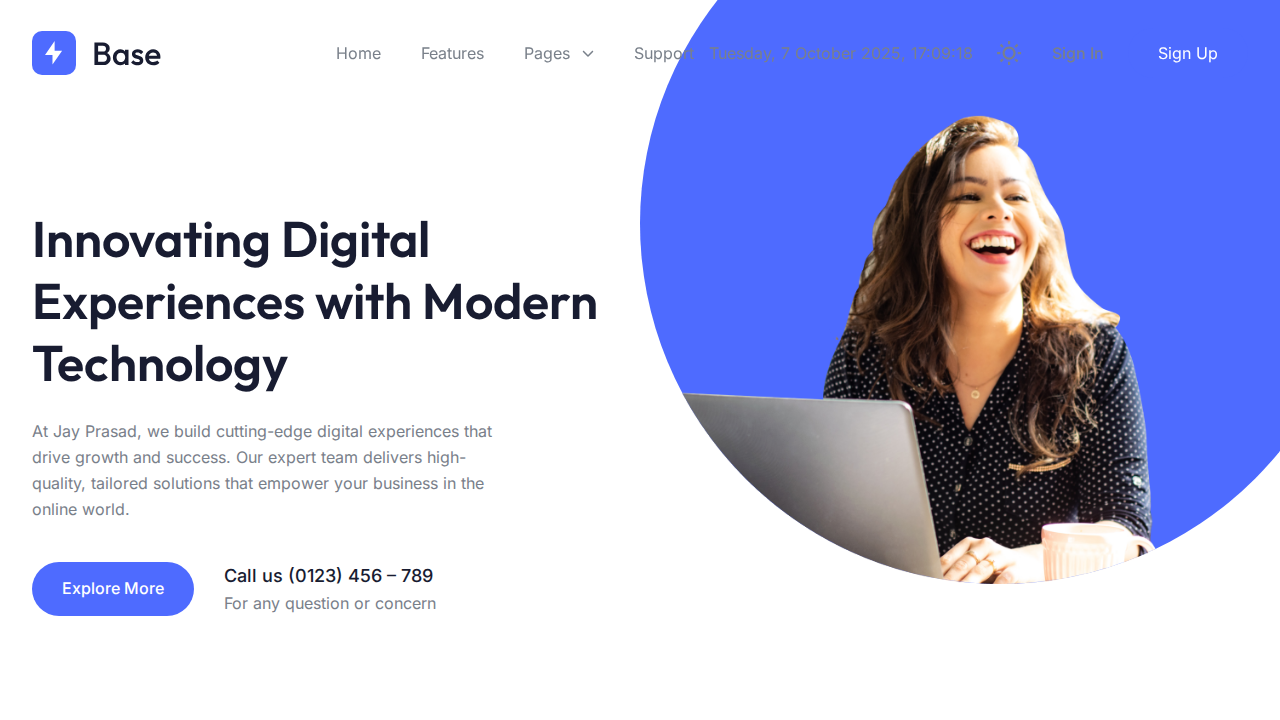 Base
Home Features Pages Support Tuesday, 7 October 2025, 17:09:18 Sign In Sign Up
Innovating Digital
Experiences with Modern
Technology
At Jay Prasad, we build cutting-edge digital experiences that
drive growth and success. Our expert team delivers high-
quality, tailored solutions that empower your business in the
online world.
Explore More
Call us (0123) 456 – 789
For any question or concern